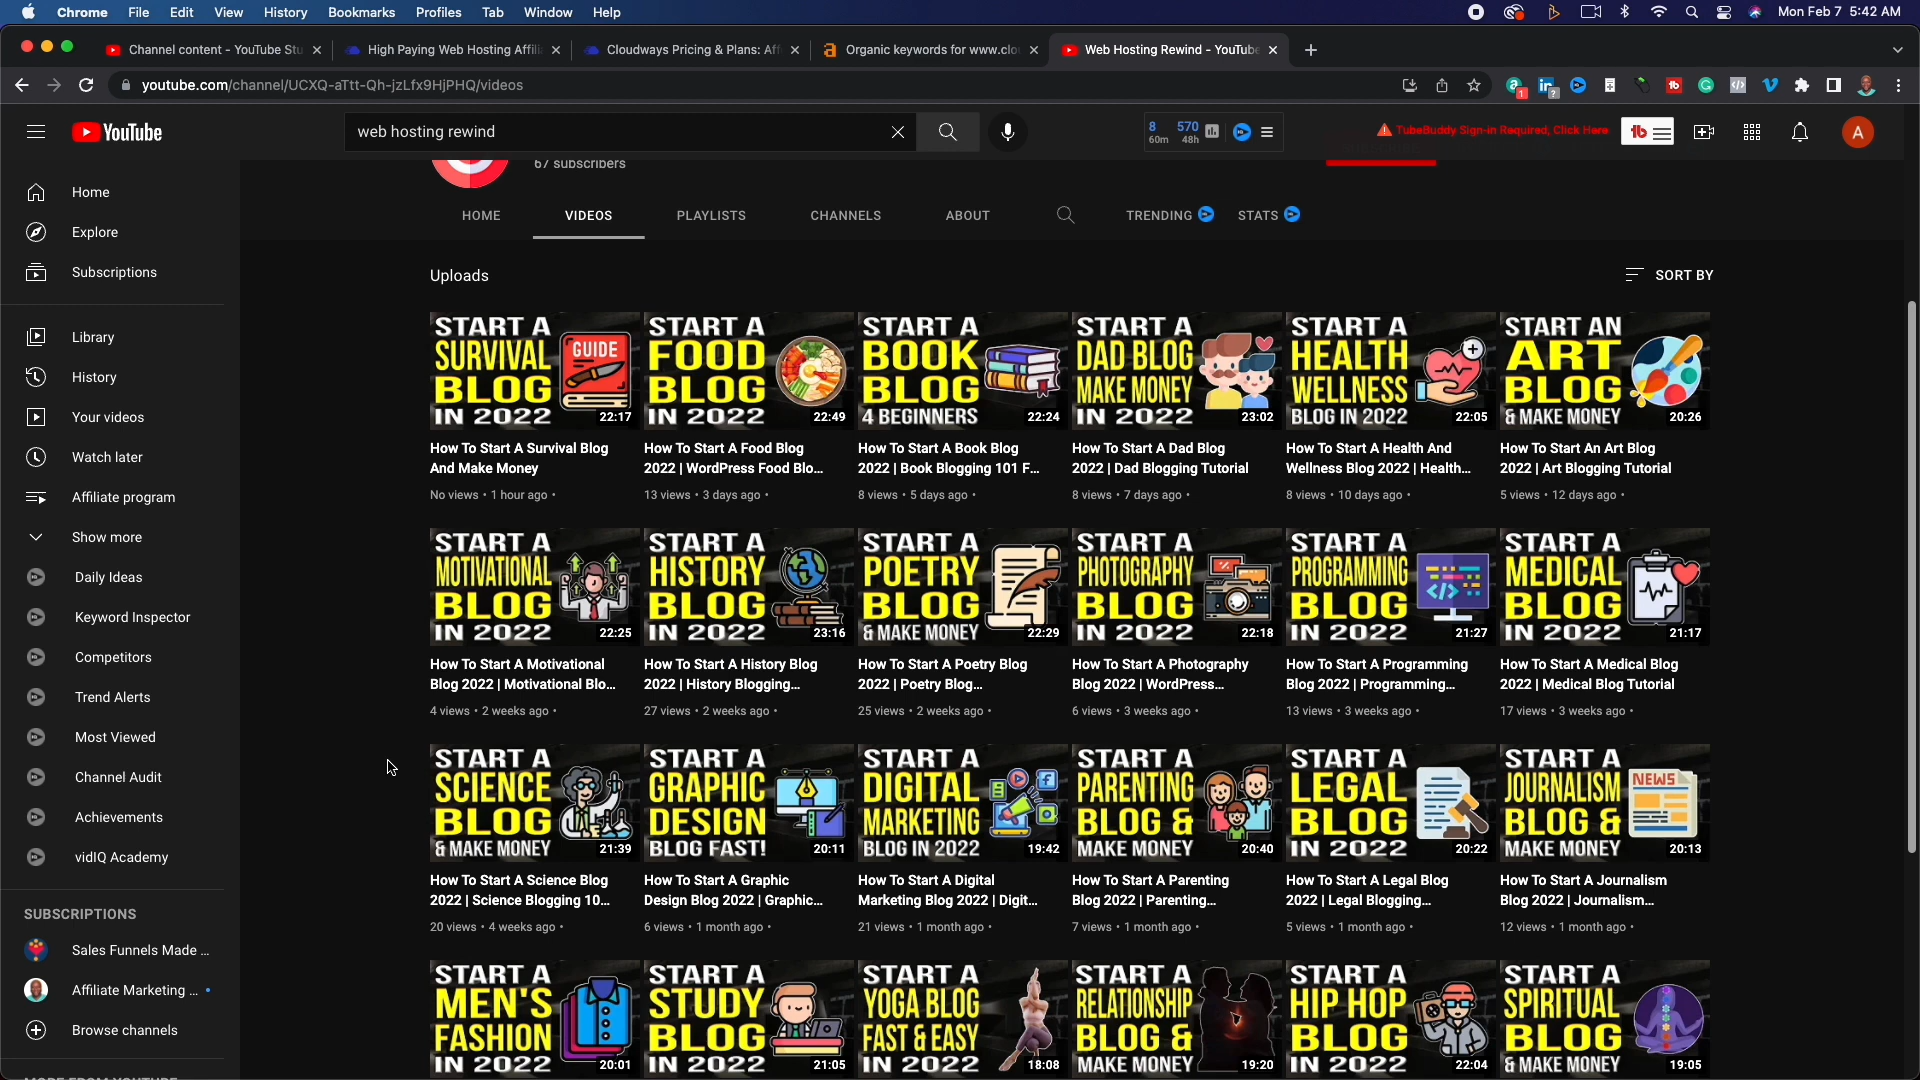 Chrome File Edit View History Bookmarks Profiles Tab Window Help Mon Feb 7 5:42 AM
Channel content - YouTube Stu High Paying Web Hosting Affili Cloudways Pricing & Plans: Aff Organic keywords for www.clo Web Hosting Rewind - YouTube
youtube.com/channel/UCXQ-aTtt-Qh-jzLfx9HjPHQ/videos
YouTube web hosting rewind 8 60m 570 48h TubeBuddy Sign-in Required, Click Here tb A
67 subscribers
HOME VIDEOS PLAYLISTS CHANNELS ABOUT TRENDING STATS
Uploads SORT BY
Home
Explore
Subscriptions
Library
History
Your videos
Watch later
Affiliate program
Show more
Daily Ideas
Keyword Inspector
Competitors
Trend Alerts
Most Viewed
Channel Audit
Achievements
vidIQ Academy
SUBSCRIPTIONS
Sales Funnels Made ...
Affiliate Marketing ...
Browse channels
START A SURVIVAL BLOG IN 2022 GUIDE 22:17
START A FOOD BLOG IN 2022 22:49
START A BOOK BLOG 4 BEGINNERS 22:24
START A DAD BLOG MAKE MONEY IN 2022 23:02
START A HEALTH WELLNESS BLOG IN 2022 22:05
START AN ART BLOG & MAKE MONEY 20:26
How To Start A Survival Blog And Make Money
No views • 1 hour ago •
How To Start A Food Blog 2022 | WordPress Food Blo...
13 views • 3 days ago •
How To Start A Book Blog 2022 | Book Blogging 101 F...
8 views • 5 days ago •
How To Start A Dad Blog 2022 | Dad Blogging Tutorial
8 views • 7 days ago •
How To Start A Health And Wellness Blog 2022 | Health...
8 views • 10 days ago •
How To Start An Art Blog 2022 | Art Blogging Tutorial
5 views • 12 days ago •
START A MOTIVATIONAL BLOG IN 2022 22:25
START A HISTORY BLOG IN 2022 23:16
START A POETRY BLOG & MAKE MONEY 22:29
START A PHOTOGRAPHY BLOG IN 2022 22:18
START A PROGRAMMING BLOG IN 2022 21:27
START A MEDICAL BLOG IN 2022 21:17
How To Start A Motivational Blog 2022 | Motivational Blo...
4 views • 2 weeks ago •
How To Start A History Blog 2022 | History Blogging...
27 views • 2 weeks ago •
How To Start A Poetry Blog 2022 | Poetry Blog...
25 views • 2 weeks ago •
How To Start A Photography Blog 2022 | WordPress...
6 views • 3 weeks ago •
How To Start A Programming Blog 2022 | Programming...
13 views • 3 weeks ago •
How To Start A Medical Blog 2022 | Medical Blog Tutorial
17 views • 3 weeks ago •
START A SCIENCE BLOG & MAKE MONEY 21:39
START A GRAPHIC DESIGN BLOG FAST! 20:11
START A DIGITAL MARKETING BLOG IN 2022 19:42
START A PARENTING BLOG & MAKE MONEY 20:40
START A LEGAL BLOG IN 2022 20:22
START A JOURNALISM BLOG & MAKE MONEY NEWS 20:13
How To Start A Science Blog 2022 | Science Blogging 10...
20 views • 4 weeks ago •
How To Start A Graphic Design Blog 2022 | Graphic...
6 views • 1 month ago •
How To Start A Digital Marketing Blog 2022 | Digit...
21 views • 1 month ago •
How To Start A Parenting Blog 2022 | Parenting...
7 views • 1 month ago •
How To Start A Legal Blog 2022 | Legal Blogging...
5 views • 1 month ago •
How To Start A Journalism Blog 2022 | Journalism...
12 views • 1 month ago •
START A MEN'S FASHION IN 2022 20:01
START A STUDY BLOG IN 2022 21:05
START A YOGA BLOG FAST & EASY IN 2022 18:08
START A RELATIONSHIP BLOG & MAKE MONEY 19:20
START A HIP HOP BLOG IN 2022 22:04
START A SPIRITUAL BLOG & MAKE MONEY 19:05